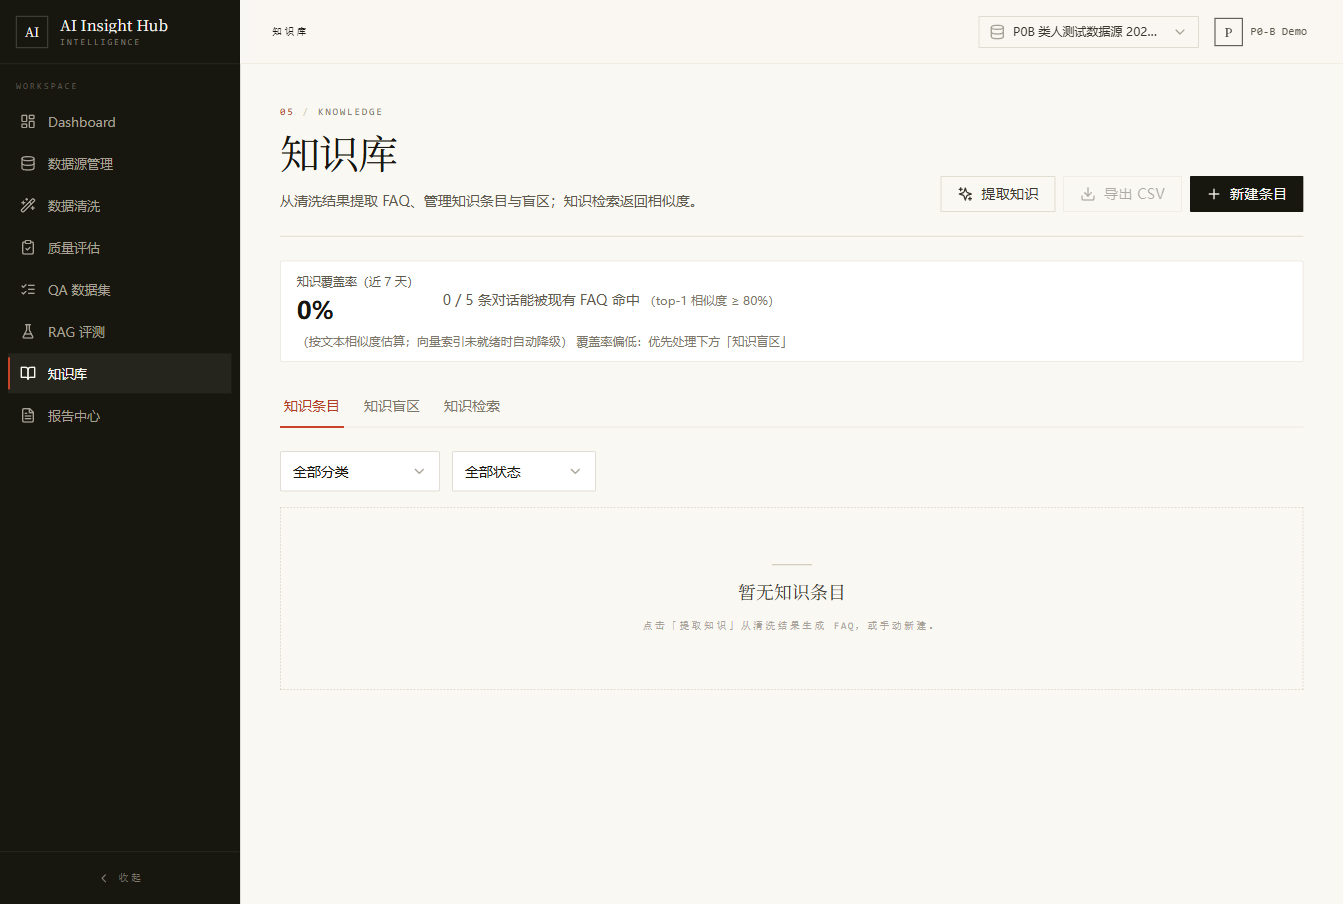 AI
AI Insight Hub
INTELLIGENCE
WORKSPACE
Dashboard
数据源管理
数据清洗
质量评估
QA 数据集
RAG 评测
知识库
报告中心
收起
知识库
P0B 类人测试数据源 202...
P
P0-B Demo
05 / KNOWLEDGE
知识库
从清洗结果提取 FAQ、管理知识条目与盲区；知识检索返回相似度。
提取知识
导出 CSV
新建条目
知识覆盖率（近 7 天）
0%
0 / 5 条对话能被现有 FAQ 命中 （top-1 相似度 ≥ 80%）
（按文本相似度估算；向量索引未就绪时自动降级） 覆盖率偏低：优先处理下方「知识盲区」
知识条目 知识盲区 知识检索
全部分类 全部状态
暂无知识条目
点击「提取知识」从清洗结果生成 FAQ，或手动新建。